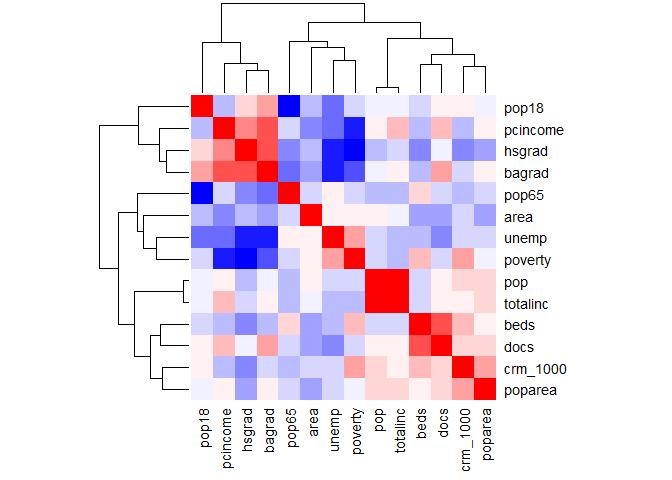 pop18
pcincome
hsgrad
bagrad
pop65
area
unemp
poverty
pop
totalinc
beds
docs
crm_1000
poparea
pop18
pcincome
hsgrad
bagrad
pop65
area
unemp
poverty
pop
totalinc
beds
docs
crm_1000
poparea